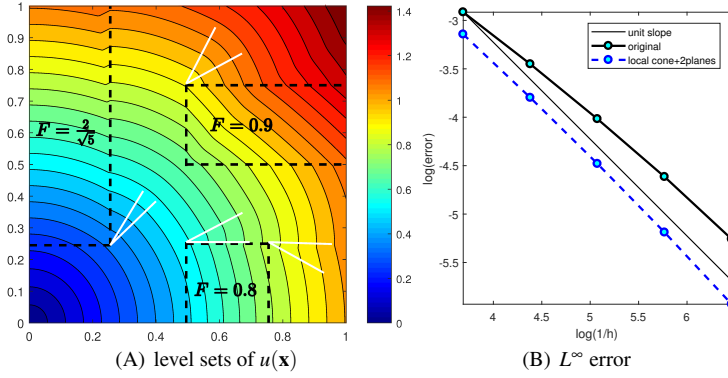 1
0.9
0.8
0.7
0.6
0.5
0.4
0.3
0.2
0.1
0
0 0.2 0.4 0.6 0.8 1
F = 2/√5
F = 0.9
F = 0.8
1.4
1.2
1
0.8
0.6
0.4
0.2
0
(A) level sets of u(x)
log(error)
-3
-3.5
-4
-4.5
-5
-5.5
4 4.5 5 5.5 6
log(1/h)
unit slope
original
local cone+2planes
(B) L∞ error